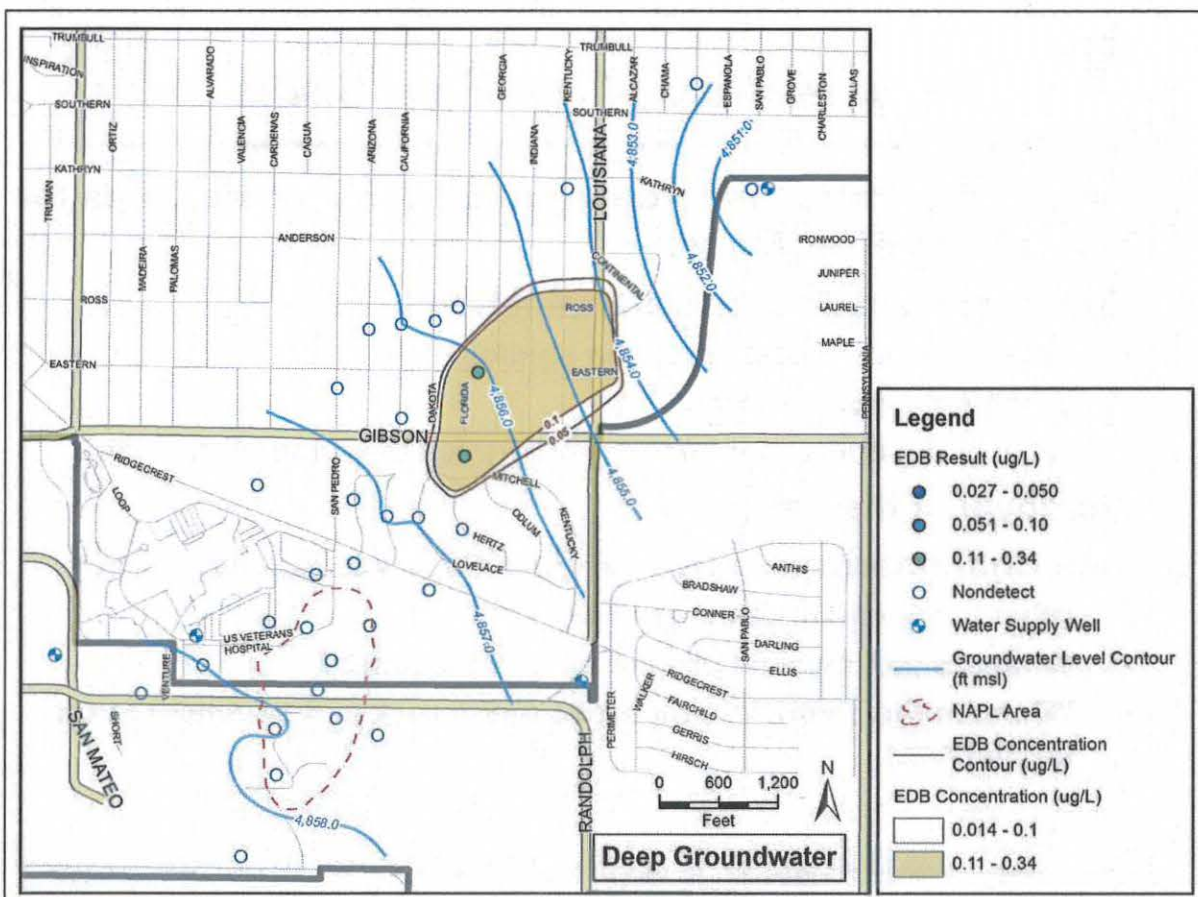 TRUMBULL
TRUMBULL
INSPIRATION
ALVARADO
GEORGIA
KENTUCKY
ALCAZAR
CHAMA
ESPANOLA
SAN PABLO
GROVE
CHARLESTON
DALLAS
SOUTHERN
SOUTHERN
ORTIZ
VALENCIA
CARDENAS
CAGUA
ARIZONA
CALIFORNIA
INDIANA
LOUISIANA
4,853.0
4,851.0
KATHRYN
KATHRYN
TRUMAN
MADEIRA
PALOMAS
ANDERSON
CONTINENTAL
4,852.0
IRONWOOD
JUNIPER
LAUREL
MAPLE
ROSS
ROSS
EASTERN
EASTERN
4,854.0
PENNSYLVANIA
DAKOTA
FLORIDA
4,856.0
0.1
0.05
GIBSON
4,855.0
RIDGECREST
LOOP
SAN PEDRO
MITCHELL
ODLUM
KENTUCKY
HERTZ
LOVELACE
4,857.0
US VETERANS
HOSPITAL
VENTURE
SPORT
SAN MATEO
4,858.0
RANDOLPH
ANTHIS
BRADSHAW
CONNER
SAN PABLO
DARLING
ELLIS
RIDGECREST
FAIRCHILD
GERRIS
HIRSCH
PERIMETER
WALKER
0 600 1,200
Feet
N
Deep Groundwater
Legend
EDB Result (ug/L)
0.027 - 0.050
0.051 - 0.10
0.11 - 0.34
Nondetect
Water Supply Well
Groundwater Level Contour
(ft msl)
NAPL Area
EDB Concentration
Contour (ug/L)
EDB Concentration (ug/L)
0.014 - 0.1
0.11 - 0.34